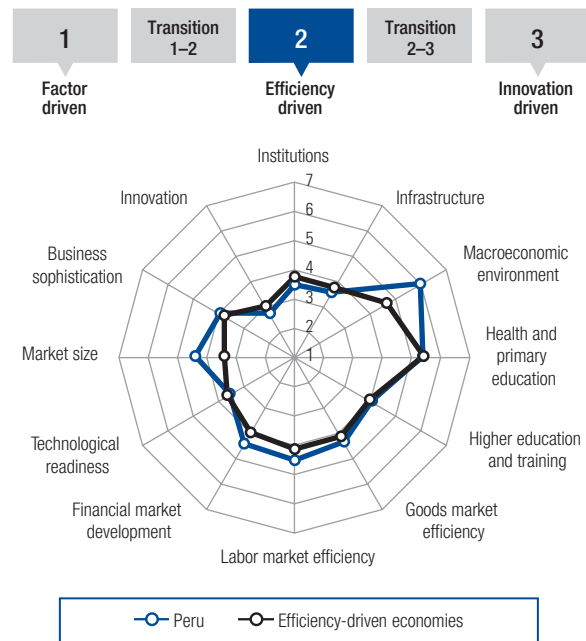 1
Transition
1–2
2
Transition
2–3
3
Factor
driven
Efficiency
driven
Innovation
driven
Institutions
7
6
5
4
3
2
1
Infrastructure
Macroeconomic
environment
Health and
primary
education
Higher education
and training
Goods market
efficiency
Labor market efficiency
Financial market
development
Technological
readiness
Market size
Business
sophistication
Innovation
Peru
Efficiency-driven economies